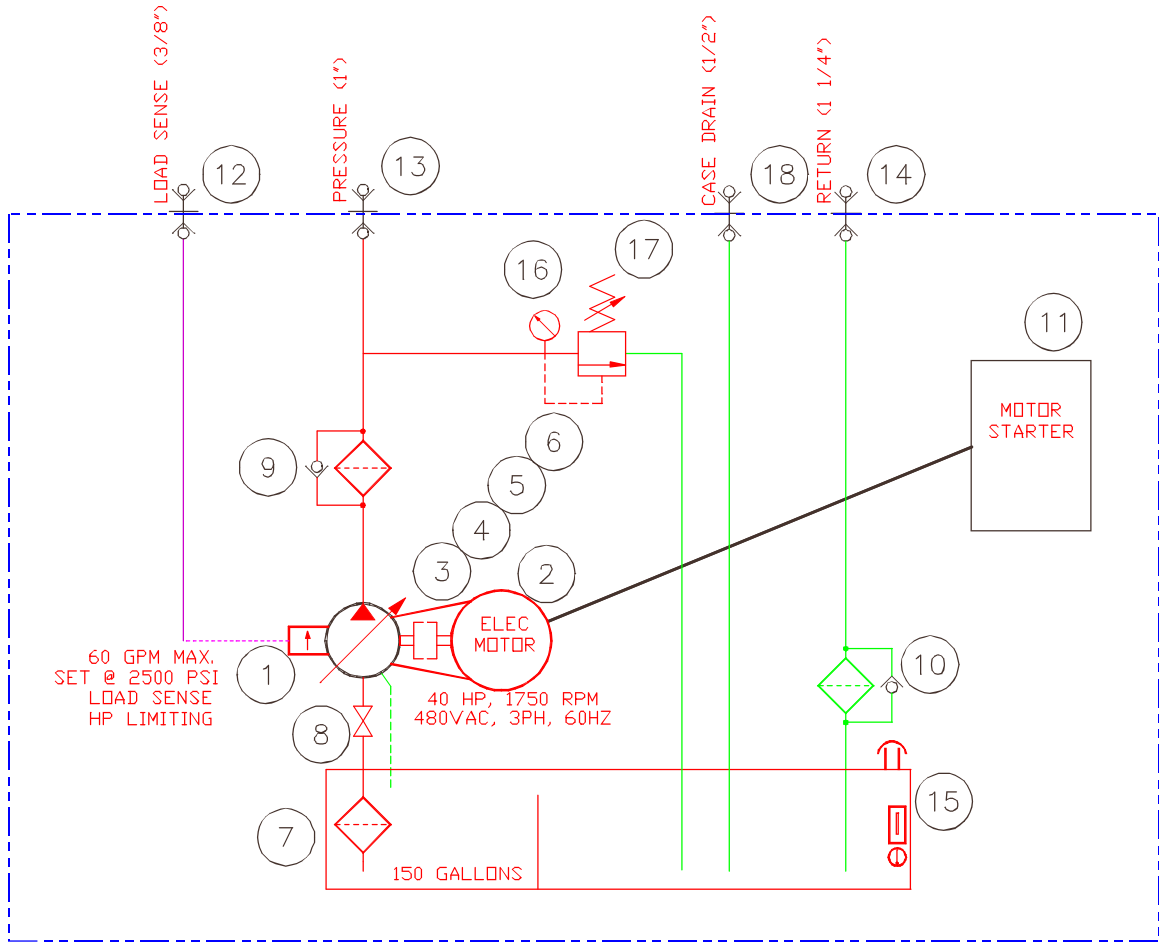 LOAD SENSE (3/8")
PRESSURE (1")
CASE DRAIN (1/2")
RETURN (1 1/4")
12
13
18
14
16
17
11
MOTOR
STARTER
6
9
5
4
3
2
ELEC
MOTOR
60 GPM MAX.
SET @ 2500 PSI
LOAD SENSE
HP LIMITING
1
40 HP, 1750 RPM
480VAC, 3PH, 60HZ
10
8
15
7
150 GALLONS